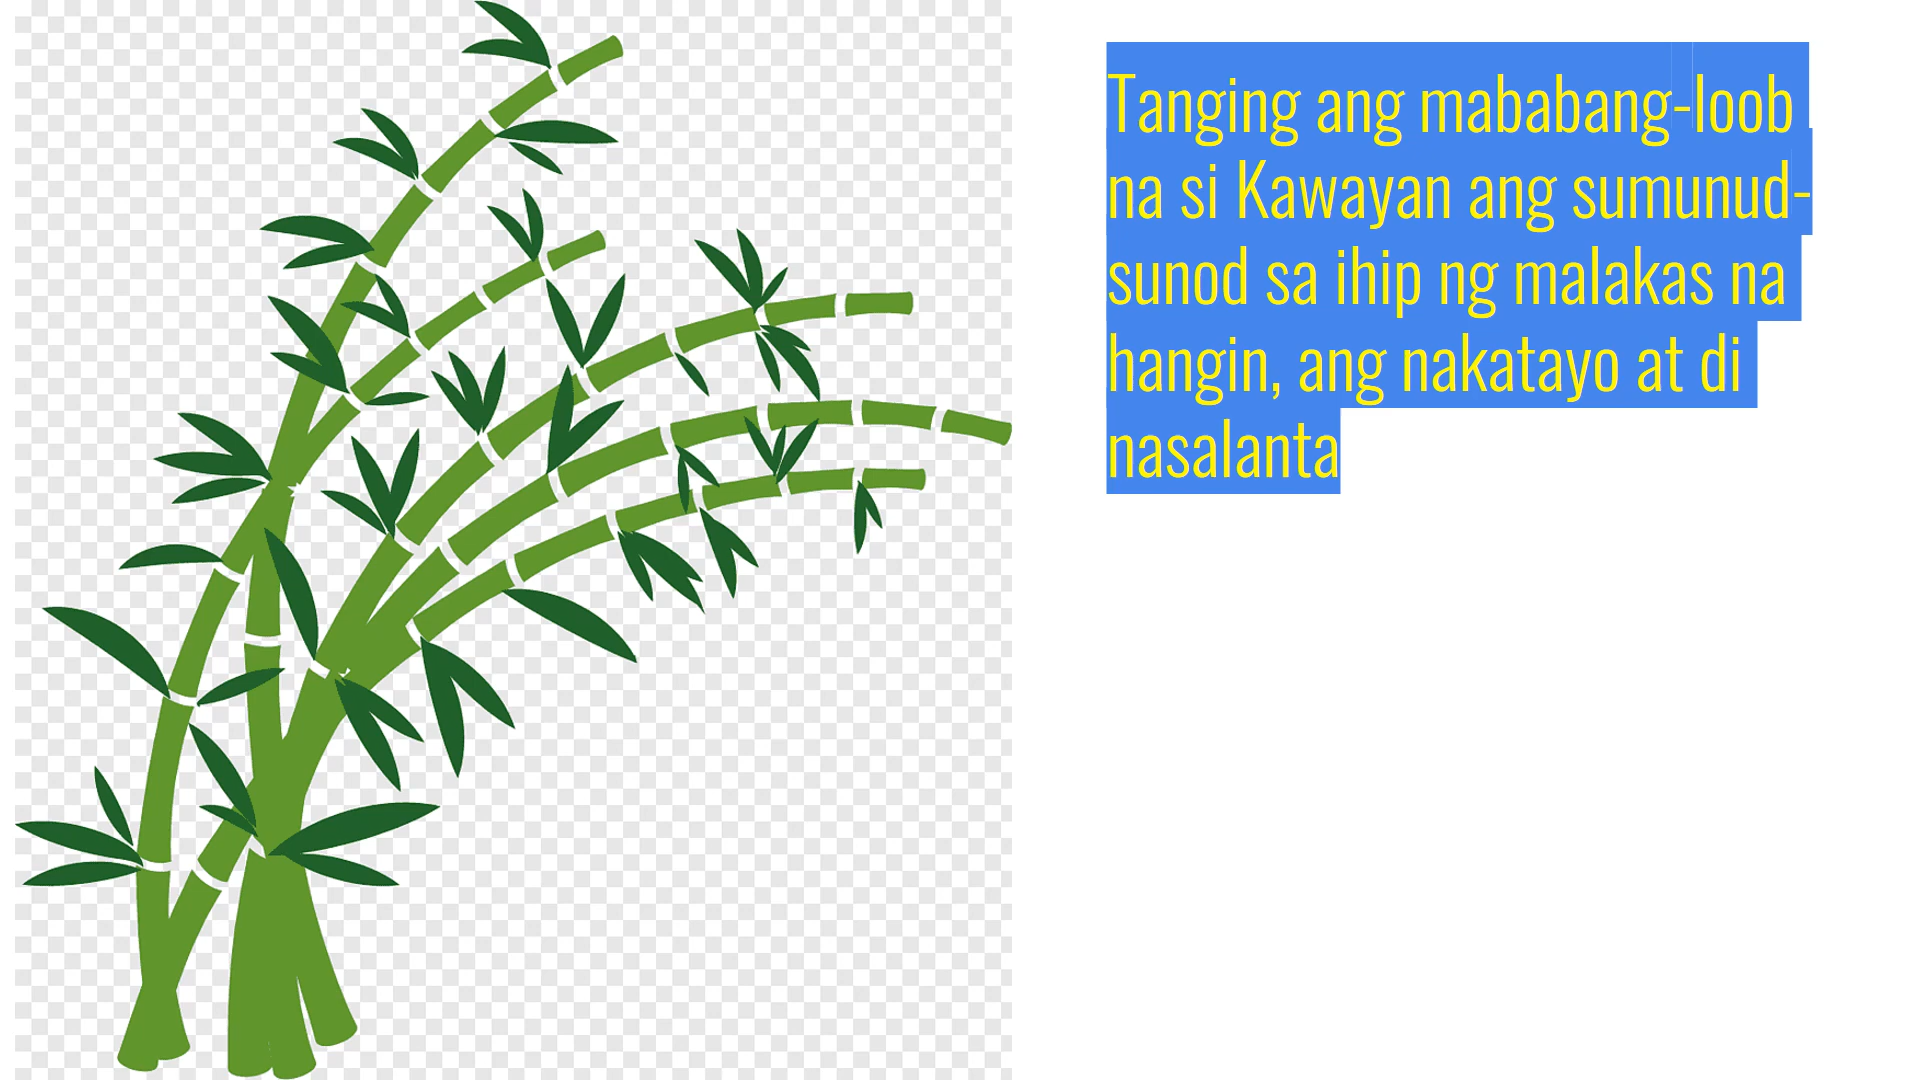 Tanging ang mababang-loob
na si Kawayan ang sumunud-
sunod sa ihip ng malakas na
hangin, ang nakatayo at di
nasalanta